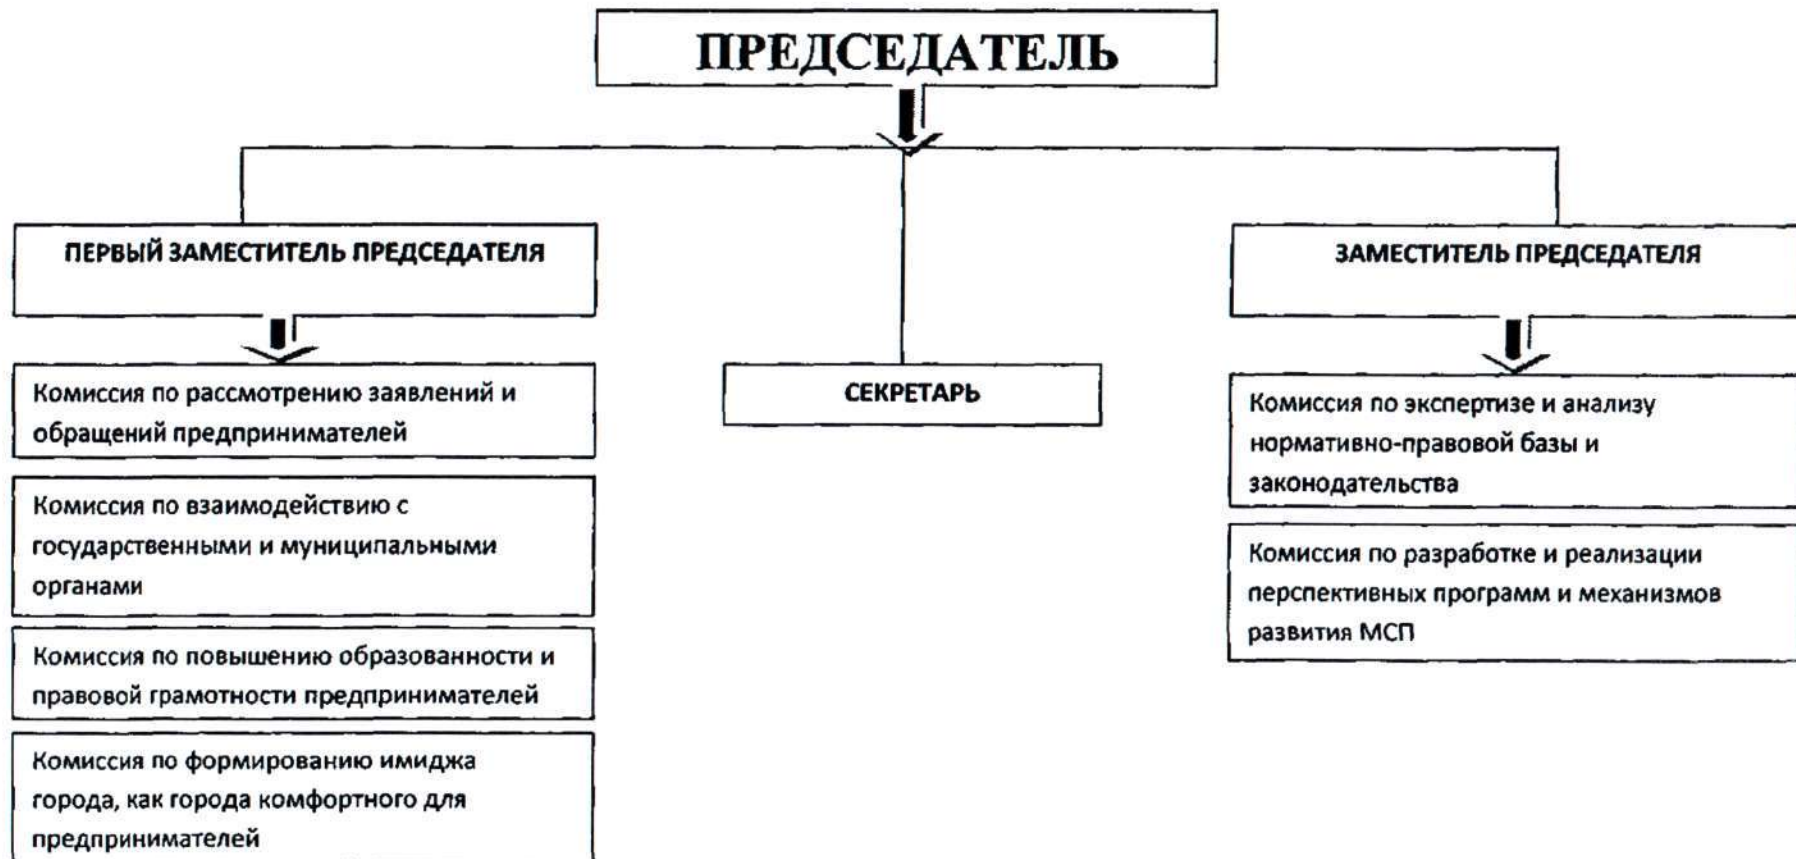 ПРЕДСЕДАТЕЛЬ
ПЕРВЫЙ ЗАМЕСТИТЕЛЬ ПРЕДСЕДАТЕЛЯ
Комиссия по рассмотрению заявлений и
обращений предпринимателей
Комиссия по взаимодействию с
государственными и муниципальными
органами
Комиссия по повышению образованности и
правовой грамотности предпринимателей
Комиссия по формированию имиджа
города, как города комфортного для
предпринимателей
СЕКРЕТАРЬ
ЗАМЕСТИТЕЛЬ ПРЕДСЕДАТЕЛЯ
Комиссия по экспертизе и анализу
нормативно-правовой базы и
законодательства
Комиссия по разработке и реализации
перспективных программ и механизмов
развития МСП